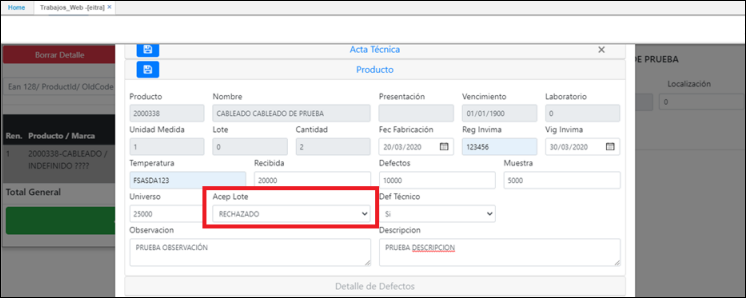 Home Trabajos_Web -[eitra] ×
Borrar Detalle
Acta Técnica ×
Producto
DE PRUEBA
Ean 128/ ProductId/ OldCode
Localización
0
Producto Nombre Presentación Vencimiento Laboratorio
2000338 CABLEADO CABLEADO DE PRUEBA 01/01/1900 0
Unidad Medida Lote Cantidad Fec Fabricación Reg Invima Vig Invima
1 0 2 20/03/2020 123456 30/03/2020
Ren. Producto / Marca
1 2000338-CABLEADO /
INDEFINIDO ????
Temperatura Recibida Defectos Muestra
FSASDA123 20000 10000 5000
Total General
Universo Acep Lote Def Técnico
25000 RECHAZADO Si
Observacion Descripcion
PRUEBA OBSERVACIÓN PRUEBA DESCRIPCION
Detalle de Defectos